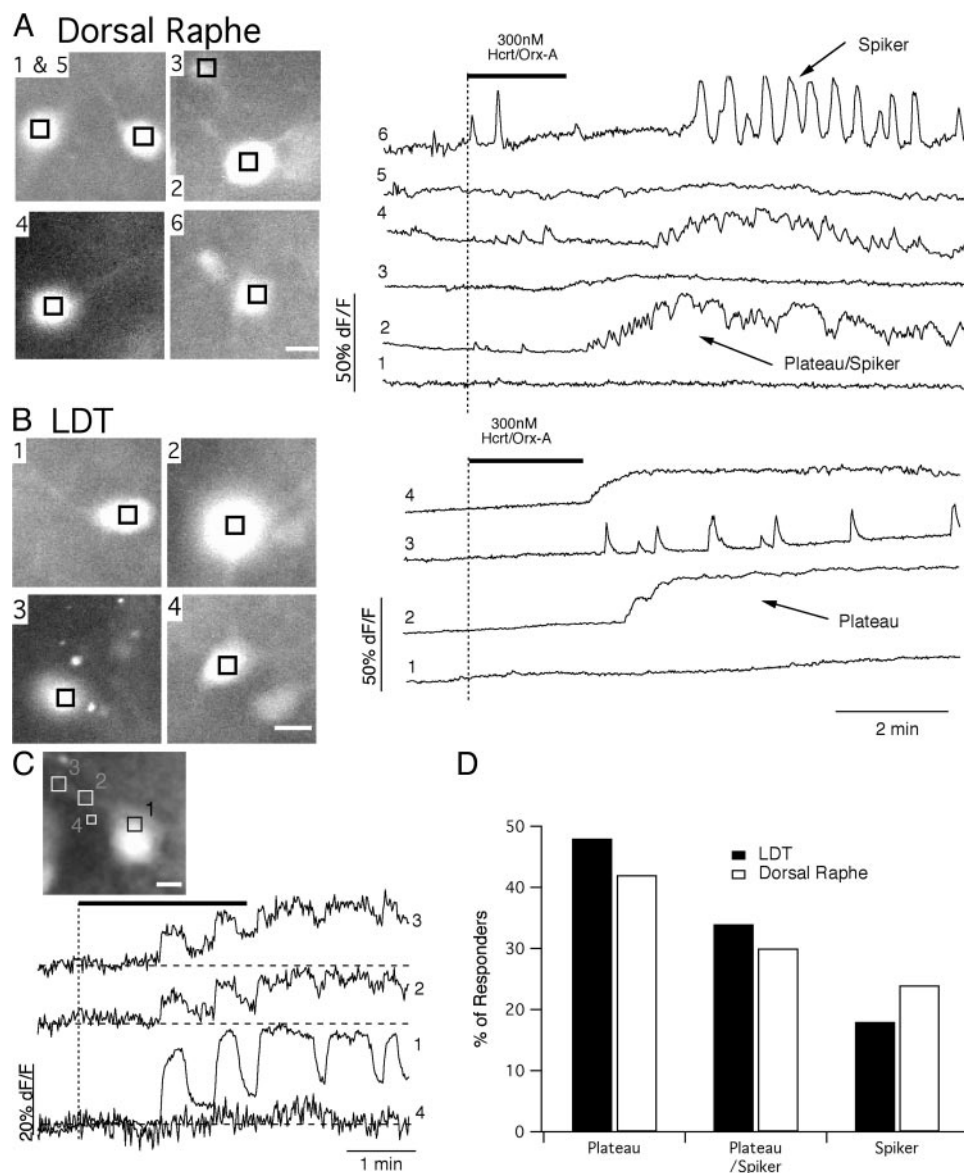 A Dorsal Raphe
1 & 5
3
2
4
6
300nM
Hcrt/Orx-A
Spiker
6
5
4
3
2
1
50% dF/F
Plateau/Spiker
B LDT
1
2
3
4
300nM
Hcrt/Orx-A
4
3
2
1
50% dF/F
Plateau
2 min
C
3
2
1
4
3
2
1
4
20% dF/F
1 min
D
% of Responders
50
40
30
20
10
0
LDT
Dorsal Raphe
Plateau
Plateau
/Spiker
Spiker